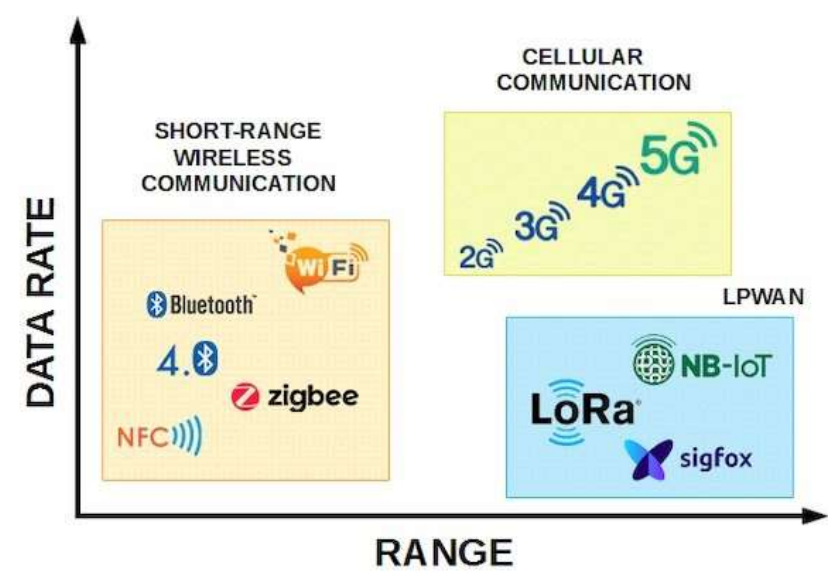 CELLULAR
COMMUNICATION
SHORT-RANGE
WIRELESS
COMMUNICATION
5G
4G
3G
2G
WiFi
Bluetooth
4.0
zigbee
NFC
LPWAN
NB-IoT
LoRa
sigfox
DATA RATE
RANGE